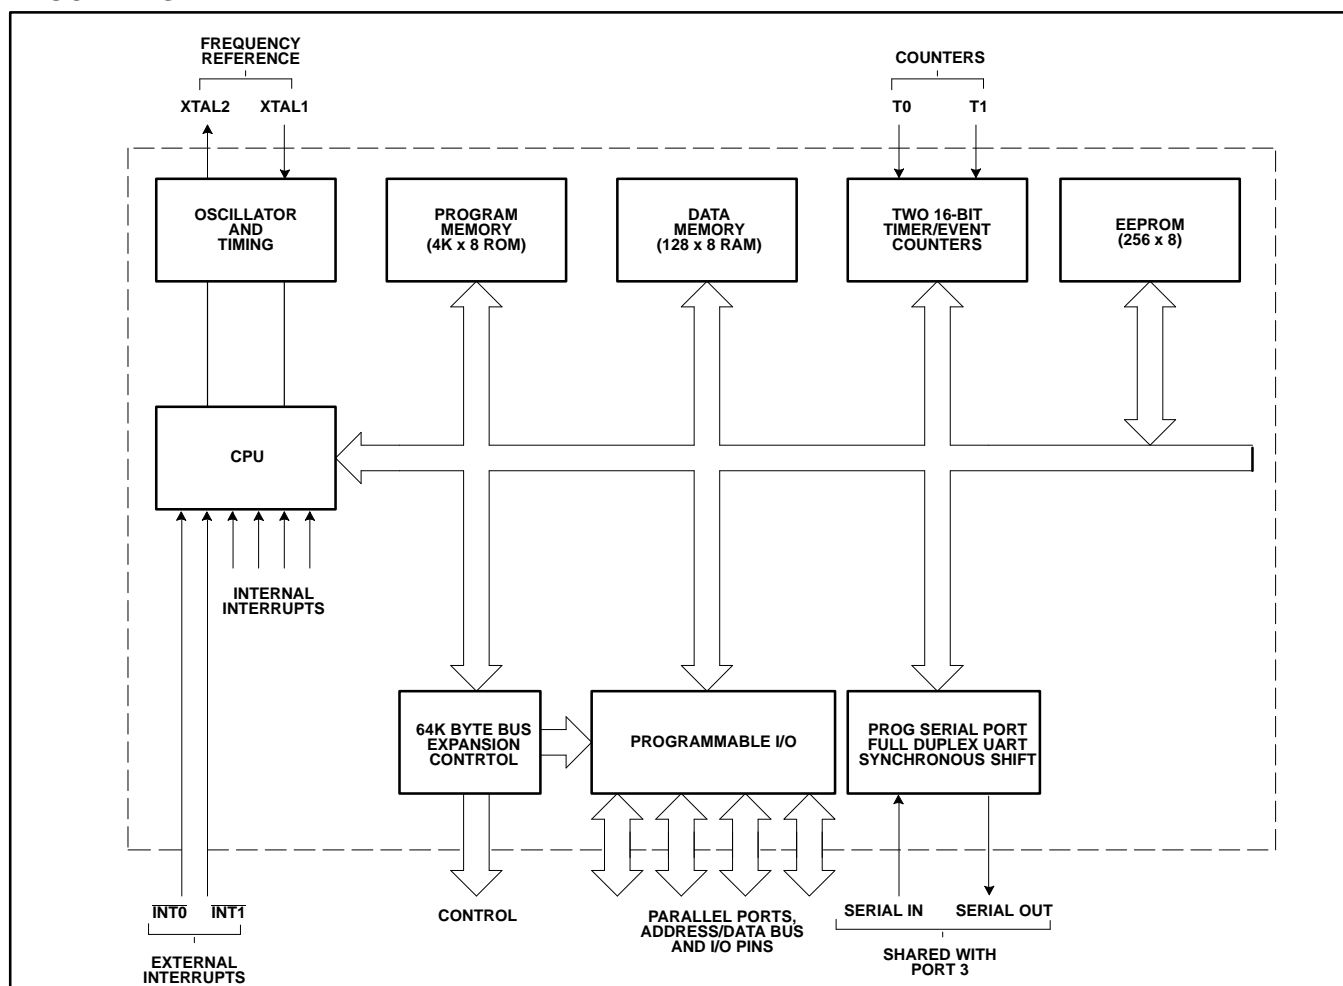 FREQUENCY
REFERENCE
COUNTERS
XTAL2 XTAL1
T0 T1
OSCILLATOR
AND
TIMING
PROGRAM
MEMORY
(4K x 8 ROM)
DATA
MEMORY
(128 x 8 RAM)
TWO 16-BIT
TIMER/EVENT
COUNTERS
EEPROM
(256 x 8)
CPU
INTERNAL
INTERRUPTS
64K BYTE BUS
EXPANSION
CONTRTOL
PROGRAMMABLE I/O
PROG SERIAL PORT
FULL DUPLEX UART
SYNCHRONOUS SHIFT
INT0 INT1
EXTERNAL
INTERRUPTS
CONTROL
PARALLEL PORTS,
ADDRESS/DATA BUS
AND I/O PINS
SERIAL IN SERIAL OUT
SHARED WITH
PORT 3